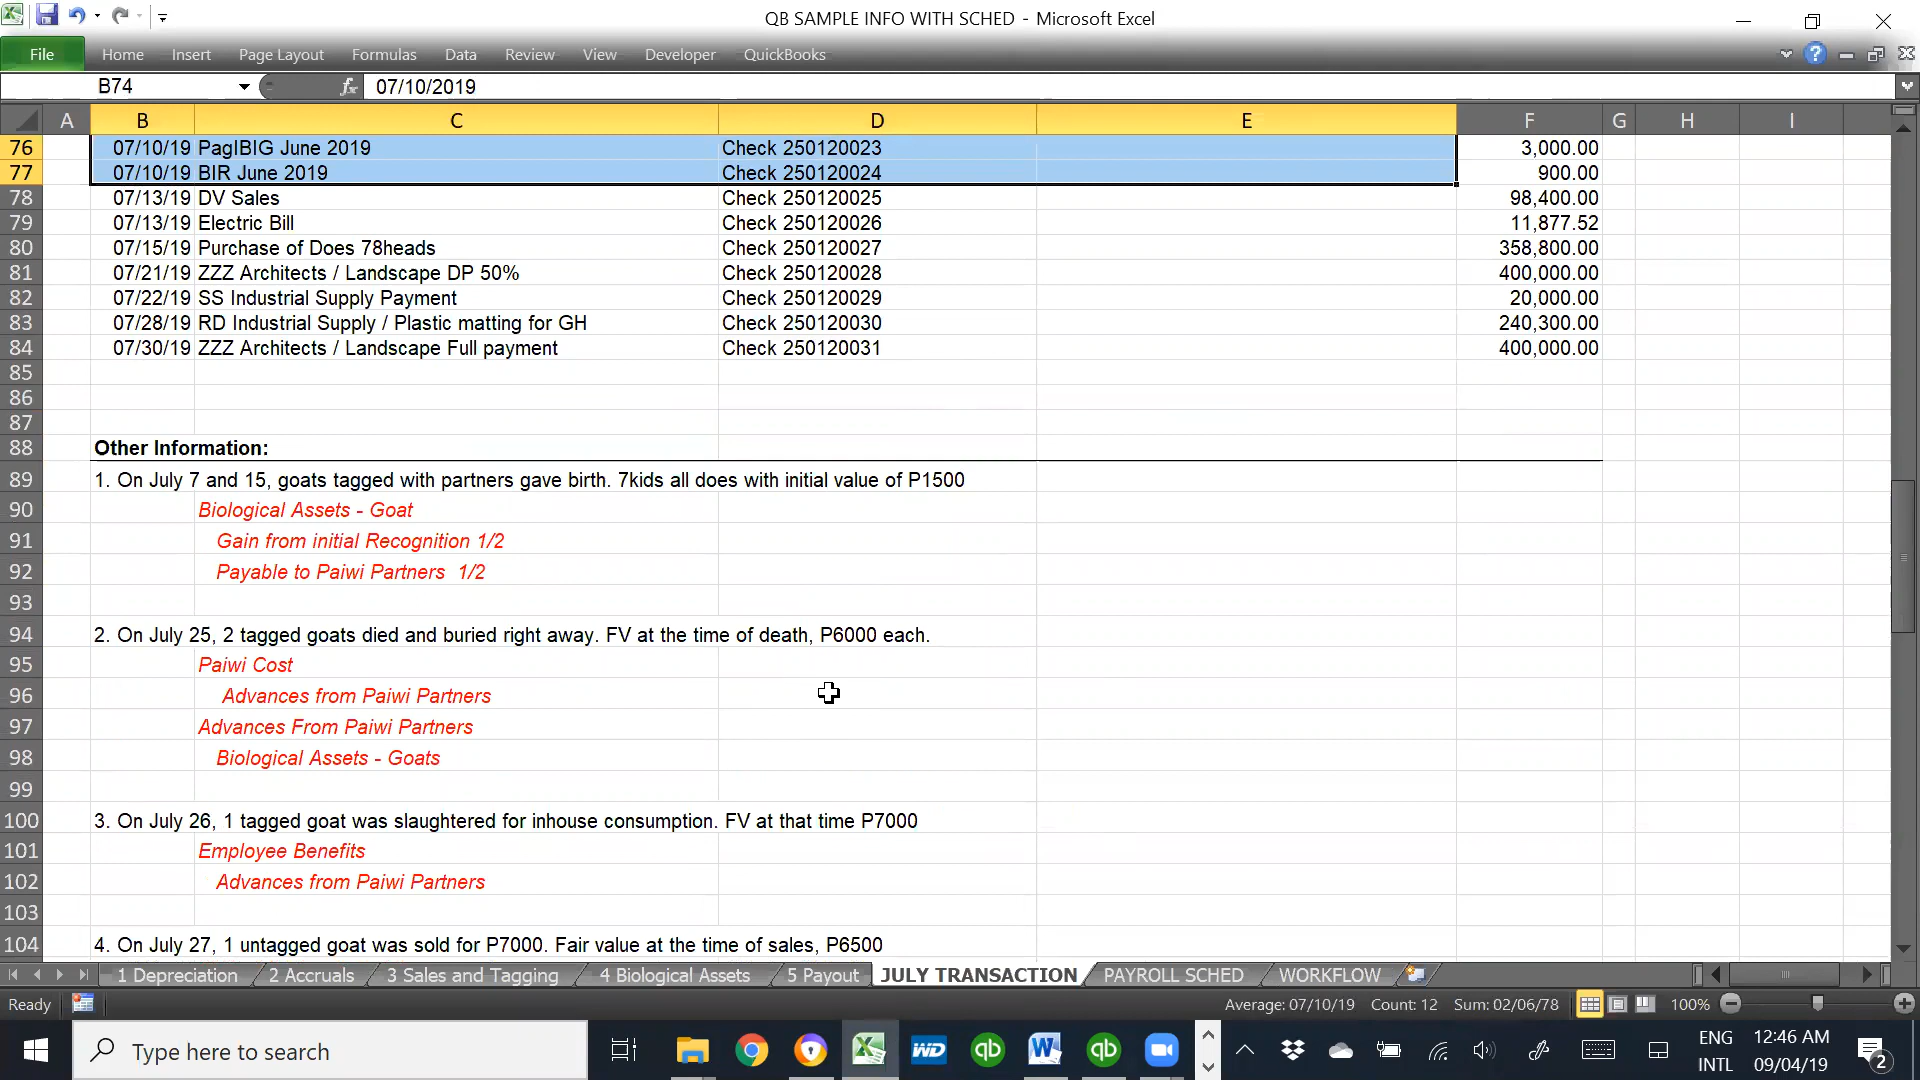 QB SAMPLE INFO WITH SCHED - Microsoft Excel
File Home Insert Page Layout Formulas Data Review View Developer QuickBooks
B74 fx 07/10/2019
A B C D E F G H I
76 07/10/19 PagIBIG June 2019 Check 250120023 3,000.00
77 07/10/19 BIR June 2019 Check 250120024 900.00
78 07/13/19 DV Sales Check 250120025 98,400.00
79 07/13/19 Electric Bill Check 250120026 11,877.52
80 07/15/19 Purchase of Does 78heads Check 250120027 358,800.00
81 07/21/19 ZZZ Architects / Landscape DP 50% Check 250120028 400,000.00
82 07/22/19 SS Industrial Supply Payment Check 250120029 20,000.00
83 07/28/19 RD Industrial Supply / Plastic matting for GH Check 250120030 240,300.00
84 07/30/19 ZZZ Architects / Landscape Full payment Check 250120031 400,000.00
85
86
87
88 Other Information:
89 1. On July 7 and 15, goats tagged with partners gave birth. 7kids all does with initial value of P1500
90 Biological Assets - Goat
91 Gain from initial Recognition 1/2
92 Payable to Paiwi Partners 1/2
93
94 2. On July 25, 2 tagged goats died and buried right away. FV at the time of death, P6000 each.
95 Paiwi Cost
96 Advances from Paiwi Partners
97 Advances From Paiwi Partners
98 Biological Assets - Goats
99
100 3. On July 26, 1 tagged goat was slaughtered for inhouse consumption. FV at that time P7000
101 Employee Benefits
102 Advances from Paiwi Partners
103
104 4. On July 27, 1 untagged goat was sold for P7000. Fair value at the time of sales, P6500
1 Depreciation 2 Accruals 3 Sales and Tagging 4 Biological Assets 5 Payout JULY TRANSACTION PAYROLL SCHED WORKFLOW
Ready Average: 07/10/19 Count: 12 Sum: 02/06/78 100%
Type here to search WD qb W qb ENG 12:46 AM
INTL 09/04/19 2